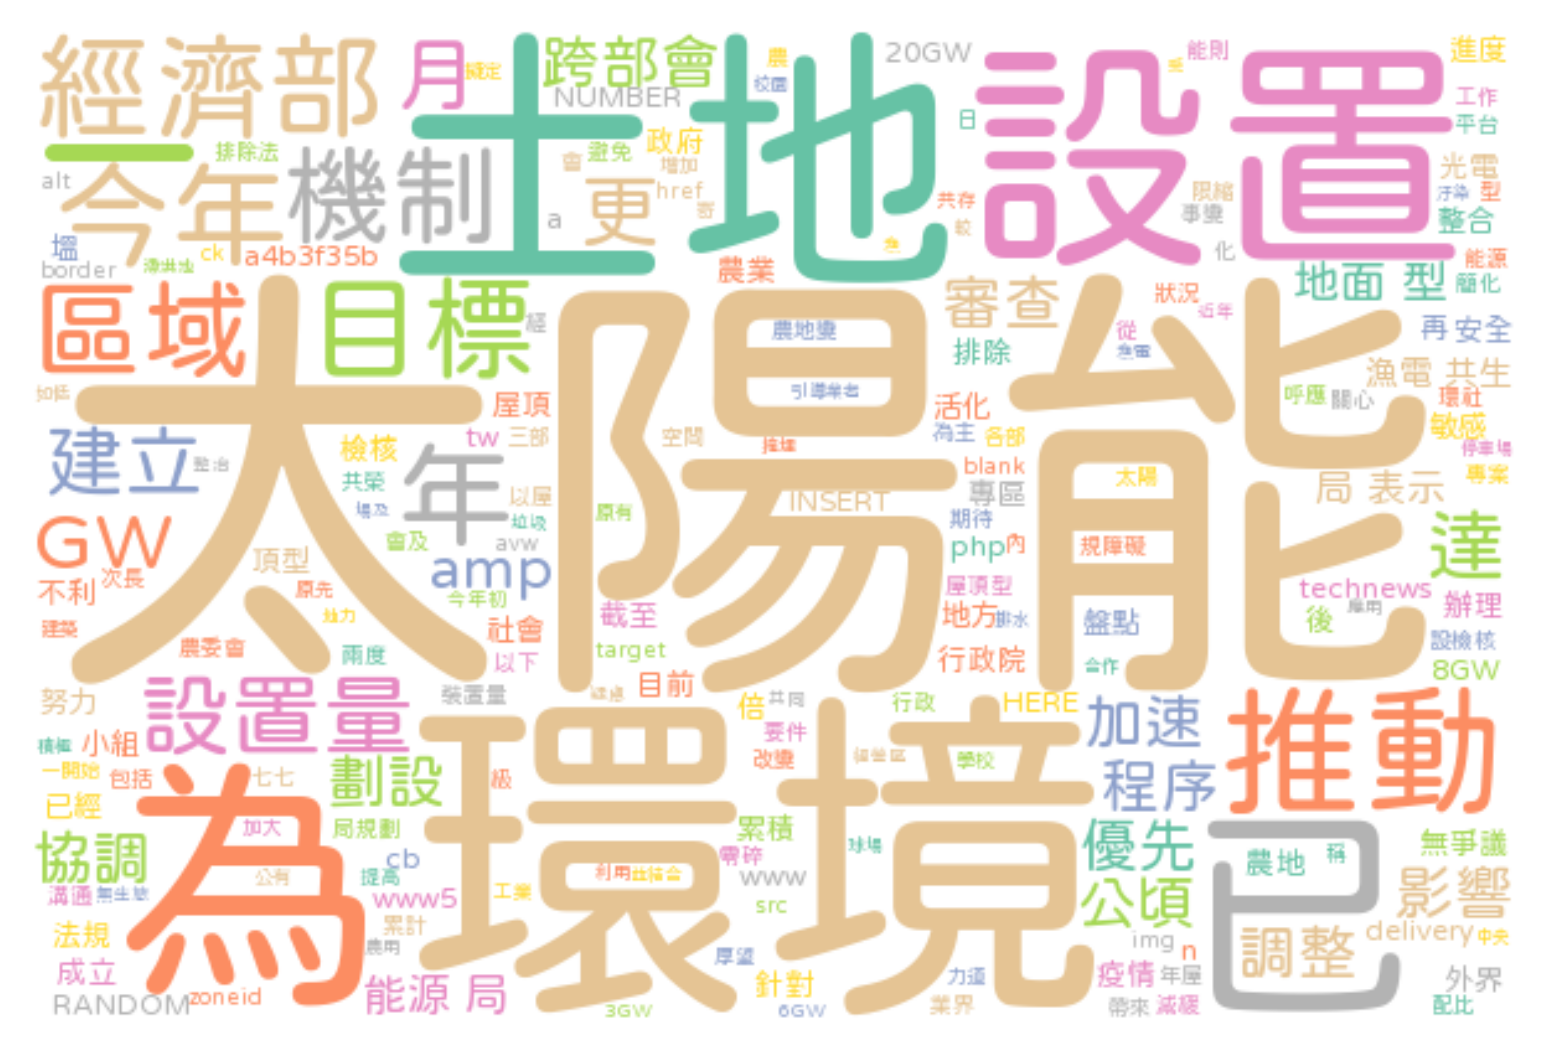 經濟部
月
擬定
跨部會
農
校園
20GW
能則
進度
NUMBER
土地
設置
工作
平台
日
一
排除法
機制
會
避免
政府
增加
光電
alt
今年
a
更
href
寄
共存
較
限縮
事變
汙染
型
整合
塭
ck
a4b3f35b
化
border
滯洪池
農業
能源
區域
目標
經
審查
狀況
地面
型
簡化
近年
農地變
排除
從
魚電
再
安全
太陽能
漁電
共生
如括
引導業者
屋頂
活化
呼應
關心
環社
建立
整治
檢核
tw
三部
空間
為主
各部
敏感
停車場
年
推建
blank
太陽
專案
共榮
以屋
INSERT
專區
局
表示
場及
垃圾
原有
期待
GW
會及
avw
php
內
規障礙
達
頂型
amp
不利
次長
原先
今年初
屋頂型
technews
截至
地方
排水
盤點
後
應用
辦理
建築
社會
設檢核
農委會
兩度
以下
target
行政院
合作
8GW
努力
設置量
裝置量
目前
倍
共同
行政
HERE
加速
推動
積極
小組
要件
一開始
包括
七七
劃設
級
環境
改變
學校
程序
已經
為
加大
局規劃
累積
協調
cb
零碎
球場
優先
已
農地
稱
無爭議
公有
提高
利用
www
溝通
無生態
www5
工業
src
公頃
影響
法規
累計
農用
img
n
調整
delivery
中央
成立
厚望
能源
局
針對
力道
疫情
年屋
外界
RANDOM
zoneid
3GW
6GW
業界
帶來
減緩
配比